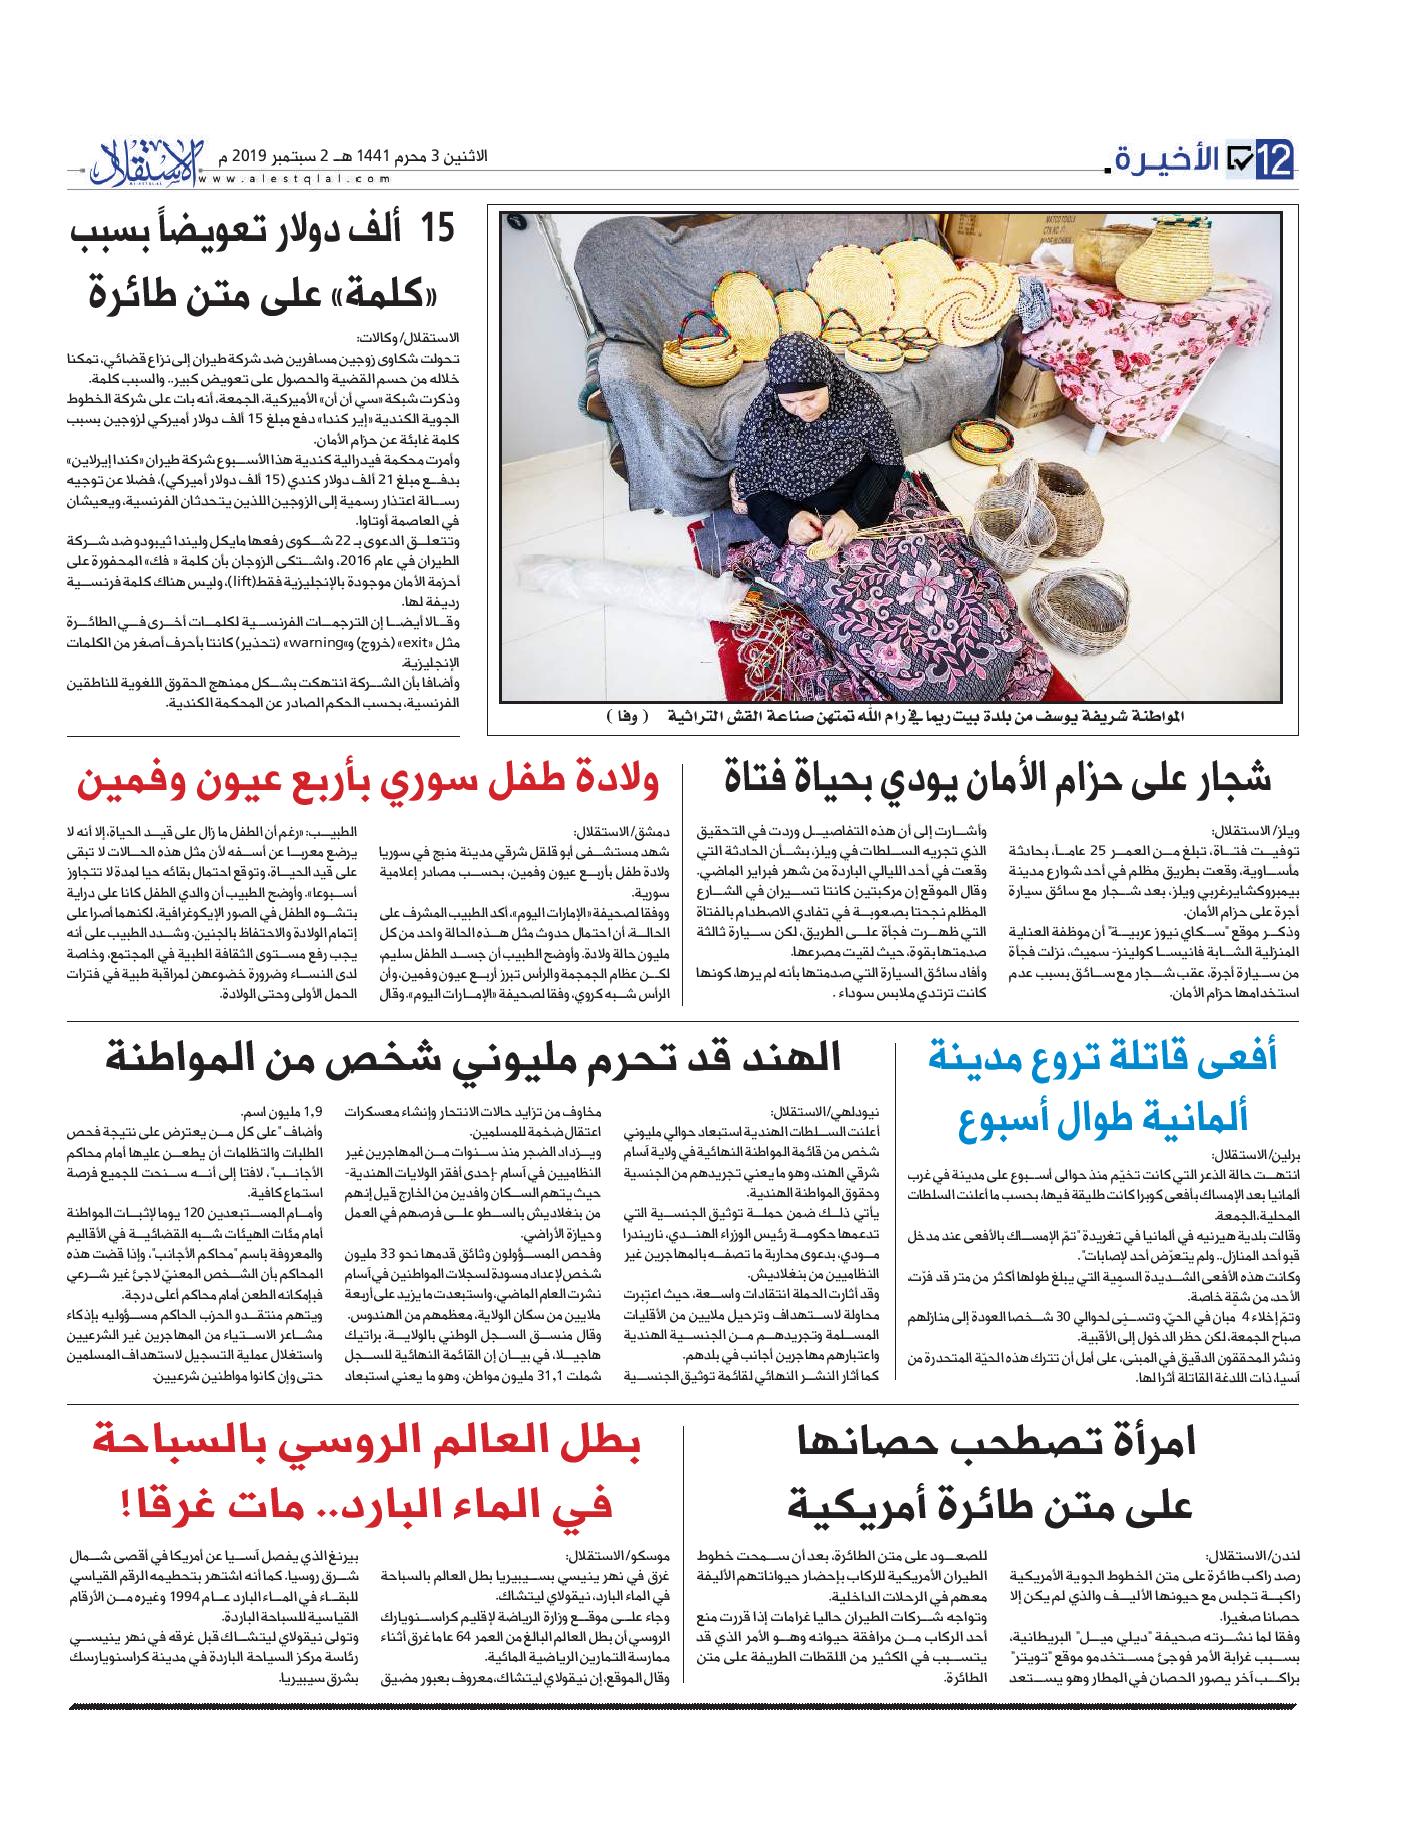 12 الأخيرة
الاثنين 3 محرم 1441 هـ 2 سبتمبر 2019 م
الاستقلال
AL-ESTQLAL
www.alestqlal.com
المواطنة شريفة يوسف من بلدة بيت ريما في رام الله تمتهن صناعة القش التراثية ( وفا )
15 ألف دولار تعويضاً بسبب
«كلمة» على متن طائرة
الاستقلال/ وكالات:
تحولت شكاوى زوجين مسافرين ضد شركة طيران إلى نزاع قضائي، تمكنا
خلاله من حسم القضية والحصول على تعويض كبير.. والسبب كلمة.
وذكرت شبكة «سي أن أن» الأميركية، الجمعة، أنه بات على شركة الخطوط
الجوية الكندية «إير كندا» دفع مبلغ 15 ألف دولار أميركي لزوجين بسبب
كلمة غابئة عن حزام الأمان.
وأمرت محكمة فيدرالية كندية هذا الأسبوع شركة طيران «كندا إيرلاين»
بدفع مبلغ 21 ألف دولار كندي (15 ألف دولار أميركي)، فضلا عن توجيه
رسالة اعتذار رسمية إلى الزوجين اللذين يتحدثان الفرنسية، ويعيشان
في العاصمة أوتاوا.
وتتعلق الدعوى بـ 22 شكوى رفعها مايكل وليندا ثيبودو ضد شركة
الطيران في عام 2016، واشتكى الزوجان بأن كلمة « فك» المحفورة على
أحزمة الأمان موجودة بالإنجليزية فقط(lift)، وليس هناك كلمة فرنسية
رديفة لها.
وقالا أيضا إن الترجمات الفرنسية لكلمات أخرى في الطائرة
مثل «exit» (خروج) و«warning» (تحذير) كانتا بأحرف أصغر من الكلمات
الإنجليزية.
وأضافا بأن الشركة انتهكت بشكل ممنهج الحقوق اللغوية للناطقين
الفرنسية، بحسب الحكم الصادر عن المحكمة الكندية.
شجار على حزام الأمان يودي بحياة فتاة
ويلز/ الاستقلال:
توفيت فتاة، تبلغ من العمر 25 عاماً، بحادثة
مأساوية، وقعت بطريق مظلم في أحد شوارع مدينة
بيمبروكشايرغربي ويلز، بعد شجار مع سائق سيارة
أجرة على حزام الأمان.
وذكر موقع "سكاي نيوز عربية" أن موظفة العناية
المنزلية الشابة فانيسا كولينز- سميث، نزلت فجأة
من سيارة أجرة، عقب شجار مع سائق بسبب عدم
استخدامها حزام الأمان.
وأشارت إلى أن هذه التفاصيل وردت في التحقيق
الذي تجريه السلطات في ويلز، بشأن الحادثة التي
وقعت في أحد الليالي الباردة من شهر فبراير الماضي.
وقال الموقع إن مركبتين كانتا تسيران في الشارع
المظلم نجحتا بصعوبة في تفادي الاصطدام بالفتاة
التي ظهرت فجأة على الطريق، لكن سيارة ثالثة
صدمتها بقوة، حيث لقيت مصرعها.
وأفاد سائق السيارة التي صدمتها بأنه لم يرها، كونها
كانت ترتدي ملابس سوداء .
ولادة طفل سوري بأربع عيون وفمين
دمشق/ الاستقلال:
شهد مستشفى أبو قلقل شرقي مدينة منبج في سوريا
ولادة طفل بأربع عيون وفمين، بحسب مصادر إعلامية
سورية.
ووفقا لصحيفة «الإمارات اليوم»، أكد الطبيب المشرف على
الحالة، أن احتمال حدوث مثل هذه الحالة واحد من كل
مليون حالة ولادة. وأوضح الطبيب أن جسد الطفل سليم،
لكن عظام الجمجمة والرأس تبرز أربع عيون وفمين، وأن
الرأس شبه كروي، وفقا لصحيفة «الإمارات اليوم». وقال
الطبيب: «رغم أن الطفل ما زال على قيد الحياة، إلا أنه لا
يرضع معربا عن أسفه لأن مثل هذه الحالات لا تبقى
على قيد الحياة، وتوقع احتمال بقائه حيا لمدة لا تتجاوز
أسبوعا». وأوضح الطبيب أن والدي الطفل كانا على دراية
بتشوه الطفل في الصور الإيكوغرافية، لكنهما أصرا على
إتمام الولادة والاحتفاظ بالجنين. وشدد الطبيب على أنه
يجب رفع مستوى الثقافة الطبية في المجتمع، وخاصة
لدى النساء وضرورة خضوعهن لمراقبة طبية في فترات
الحمل الأولى وحتى الولادة.
أفعى قاتلة تروع مدينة
ألمانية طوال أسبوع
برلين/ الاستقلال:
انتهت حالة الذعر التي كانت تخيّم منذ حوالى أسبوع على مدينة في غرب
ألمانيا بعد الإمساك بأفعى كوبرا كانت طليقة فيها، بحسب ما أعلنت السلطات
المحلية، الجمعة.
وقالت بلدية هيرنيه في ألمانيا في تغريدة "تمّ الإمساك بالأفعى عند مدخل
قبو أحد المنازل.. ولم يتعرّض أحد لإصابات".
وكانت هذه الأفعى الشديدة السمية التي يبلغ طولها أكثر من متر قد فرّت،
الأحد، من شقّة خاصة.
وتمّ إخلاء 4 مبان في الحيّ، وتسنّى لحوالي 30 شخصا العودة إلى منازلهم
صباح الجمعة، لكن حظر الدخول إلى الأقبية.
ونشر المحققون الدقيق في المبنى، على أمل أن تترك هذه الحيّة المتحدرة من
آسيا، ذات اللدغة القاتلة أثرا لها.
الهند قد تحرم مليوني شخص من المواطنة
نيودلهي/الاستقلال:
أعلنت السلطات الهندية استبعاد حوالي مليوني
شخص من قائمة المواطنة النهائية في ولاية آسام
شرقي الهند، وهو ما يعني تجريدهم من الجنسية
وحقوق المواطنة الهندية.
يأتي ذلك ضمن حملة توثيق الجنسية التي
تدعمها حكومة رئيس الوزراء الهندي، ناريندرا
مودي، بدعوى محاربة ما تصفه بالمهاجرين غير
النظاميين من بنغلاديش.
وقد أثارت الحملة انتقادات واسعة، حيث اعتبرت
محاولة لاستهداف وترحيل ملايين من الأقليات
المسلمة وتجريدهم من الجنسية الهندية
واعتبارهم مهاجرين أجانب في بلدهم.
كما أثار النشر النهائي لقائمة توثيق الجنسية
مخاوف من تزايد حالات الانتحار وإنشاء معسكرات
اعتقال ضخمة للمسلمين.
ويزداد الضجر منذ سنوات من المهاجرين غير
النظاميين في آسام -إحدى أفقر الولايات الهندية-
حيث يتهم السكان وافدين من الخارج قيل إنهم
من بنغلاديش بالسطو على فرصهم في العمل
وحيازة الأراضي.
وفحص المسؤولون وثائق قدمها نحو 33 مليون
شخص لإعداد مسودة لسجلات المواطنين في آسام
نشرت العام الماضي، واستبعدت ما يزيد على أربعة
ملايين من سكان الولاية، معظمهم من الهندوس.
وقال منسق السجل الوطني بالولاية، براتيك
هاجيلا، في بيان إن القائمة النهائية للسجل
شملت 31,1 مليون مواطن، وهو ما يعني استبعاد
1,9 مليون اسم.
وأضاف "على كل من يعترض على نتيجة فحص
الطلبات والتظلمات أن يطعن عليها أمام محاكم
الأجانب"، لافتا إلى أنه سنحت للجميع فرصة
استماع كافية.
وأمام المستبعدين 120 يوما لإثبات المواطنة
أمام مئات الهيئات شبه القضائية في الأقاليم
والمعروفة باسم "محاكم الأجانب"، وإذا قضت هذه
المحاكم بأن الشخص المعنيّ لاجئ غير شرعي
فبإمكانه الطعن أمام محاكم أعلى درجة.
ويتهم منتقدو الحزب الحاكم مسؤوليه بإذكاء
مشاعر الاستياء من المهاجرين غير الشرعيين
واستغلال عملية التسجيل لاستهداف المسلمين
حتى وإن كانوا مواطنين شرعيين.
امرأة تصطحب حصانها
على متن طائرة أمريكية
لندن/ الاستقلال:
رصد راكب طائرة على متن الخطوط الجوية الأمريكية
راكبة تجلس مع حيونها الأليف والذي لم يكن إلا
حصانا صغيرا.
وفقا لما نشرته صحيفة "ديلي ميل" البريطانية،
بسبب غرابة الأمر فوجئ مستخدمو موقع "تويتر"
براكب آخر يصور الحصان في المطار وهو يستعد
للصعود على متن الطائرة، بعد أن سمحت خطوط
الطيران الأمريكية للركاب بإحضار حيواناتهم الأليفة
معهم في الرحلات الداخلية.
وتواجه شركات الطيران حاليا غرامات إذا قررت منع
أحد الركاب من مرافقة حيوانه وهو الأمر الذي قد
يتسبب في الكثير من اللقطات الطريفة على متن
الطائرة.
بطل العالم الروسي بالسباحة
في الماء البارد.. مات غرقا!
موسكو/ الاستقلال:
غرق في نهر ينيسي بسيبيريا بطل العالم بالسباحة
في الماء البارد، نيقولاي ليتشاك.
وجاء على موقع وزارة الرياضة لإقليم كراسنويارك
الروسي أن بطل العالم البالغ من العمر 64 عاما غرق أثناء
ممارسة التمارين الرياضية المائية.
وقال الموقع، إن نيقولاي ليتشاك، معروف بعبور مضيق
بيرنغ الذي يفصل آسيا عن أمريكا في أقصى شمال
شرق روسيا. كما أنه اشتهر بتحطيمه الرقم القياسي
للبقاء في الماء البارد عام 1994 وغيره من الأرقام
القياسية للسباحة الباردة.
وتولى نيقولاي ليتشاك قبل غرقه في نهر ينيسي
رئاسة مركز السباحة الباردة في مدينة كراسنويارسك
بشرق سيبيريا.